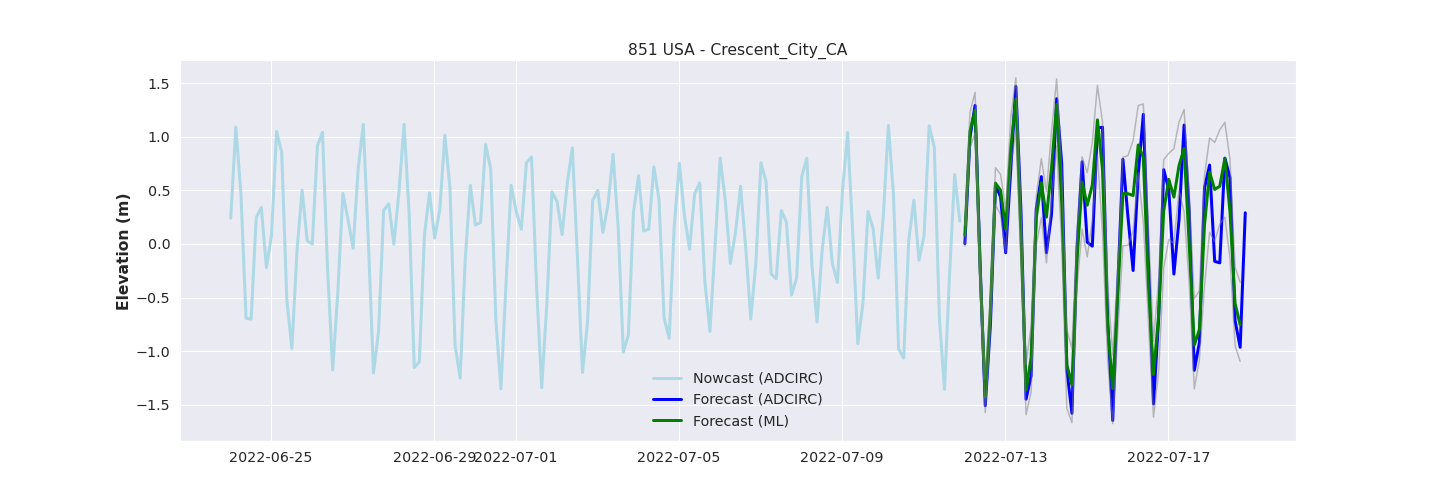 851 USA - Crescent_City_CA
Elevation (m)
1.5
1.0
0.5
0.0
−0.5
−1.0
−1.5
Nowcast (ADCIRC)
Forecast (ADCIRC)
Forecast (ML)
2022-06-25 2022-06-29 2022-07-01 2022-07-05 2022-07-09 2022-07-13 2022-07-17